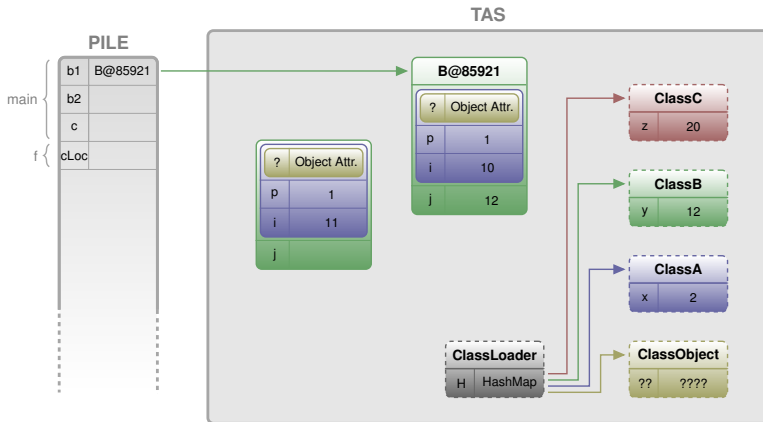 TAS
PILE
b1 B@85921
b2
c
main
f
cLoc
B@85921
? Object Attr.
p 1
i 10
j 12
? Object Attr.
p 1
i 11
j
ClassC
z 20
ClassB
y 12
ClassA
x 2
ClassLoader
H HashMap
ClassObject
?? ????